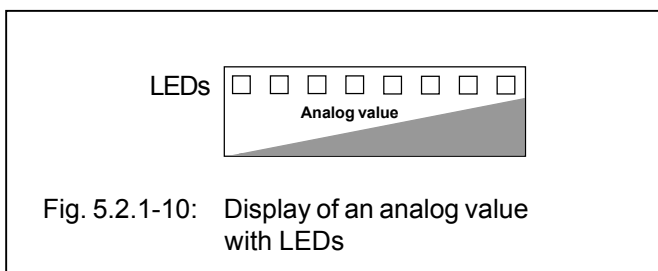 LEDs
Analog value
Fig. 5.2.1-10: Display of an analog value
with LEDs